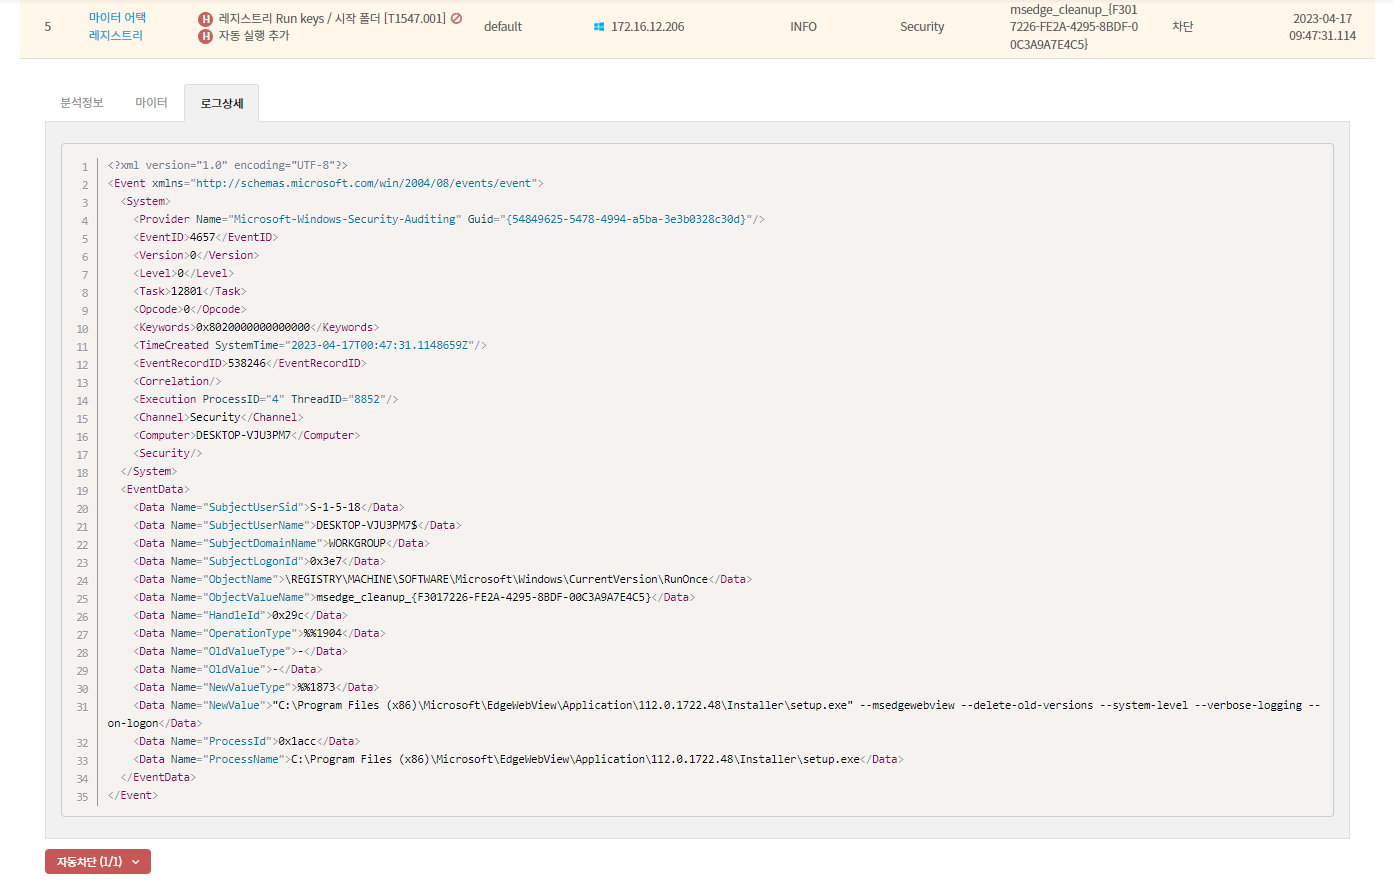 5
마이터 어택
레지스트리
H 레지스트리 Run keys / 시작 폴더 [T1547.001]
H 자동 실행 추가
default
172.16.12.206
INFO
Security
msedge_cleanup_{F301
7226-FE2A-4295-8BDF-0
0C3A9A7E4C5}
차단
2023-04-17
09:47:31.114
분석정보 마이터 로그상세
1 <?xml version="1.0" encoding="UTF-8"?>
2 <Event xmlns="http://schemas.microsoft.com/win/2004/08/events/event">
3 <System>
4 <Provider Name="Microsoft-Windows-Security-Auditing" Guid="{54849625-5478-4994-a5ba-3e3b0328c30d}"/>
5 <EventID>4657</EventID>
6 <Version>0</Version>
7 <Level>0</Level>
8 <Task>12801</Task>
9 <Opcode>0</Opcode>
10 <Keywords>0x8020000000000000</Keywords>
11 <TimeCreated SystemTime="2023-04-17T00:47:31.1148659Z"/>
12 <EventRecordID>538246</EventRecordID>
13 <Correlation/>
14 <Execution ProcessID="4" ThreadID="8852"/>
15 <Channel>Security</Channel>
16 <Computer>DESKTOP-VJU3PM7</Computer>
17 <Security/>
18 </System>
19 <EventData>
20 <Data Name="SubjectUserSid">S-1-5-18</Data>
21 <Data Name="SubjectUserName">DESKTOP-VJU3PM7$</Data>
22 <Data Name="SubjectDomainName">WORKGROUP</Data>
23 <Data Name="SubjectLogonId">0x3e7</Data>
24 <Data Name="ObjectName">\REGISTRY\MACHINE\SOFTWARE\Microsoft\Windows\CurrentVersion\RunOnce</Data>
25 <Data Name="ObjectValueName">msedge_cleanup_{F3017226-FE2A-4295-8BDF-00C3A9A7E4C5}</Data>
26 <Data Name="HandleId">0x29c</Data>
27 <Data Name="OperationType">%%1904</Data>
28 <Data Name="OldValueType">-</Data>
29 <Data Name="OldValue">-</Data>
30 <Data Name="NewValueType">%%1873</Data>
31 <Data Name="NewValue">"C:\Program Files (x86)\Microsoft\EdgeWebView\Application\112.0.1722.48\Installer\setup.exe" --msedgewebview --delete-old-versions --system-level --verbose-logging --
on-logon</Data>
32 <Data Name="ProcessId">0x1acc</Data>
33 <Data Name="ProcessName">C:\Program Files (x86)\Microsoft\EdgeWebView\Application\112.0.1722.48\Installer\setup.exe</Data>
34 </EventData>
35 </Event>
자동차단 (1/1)